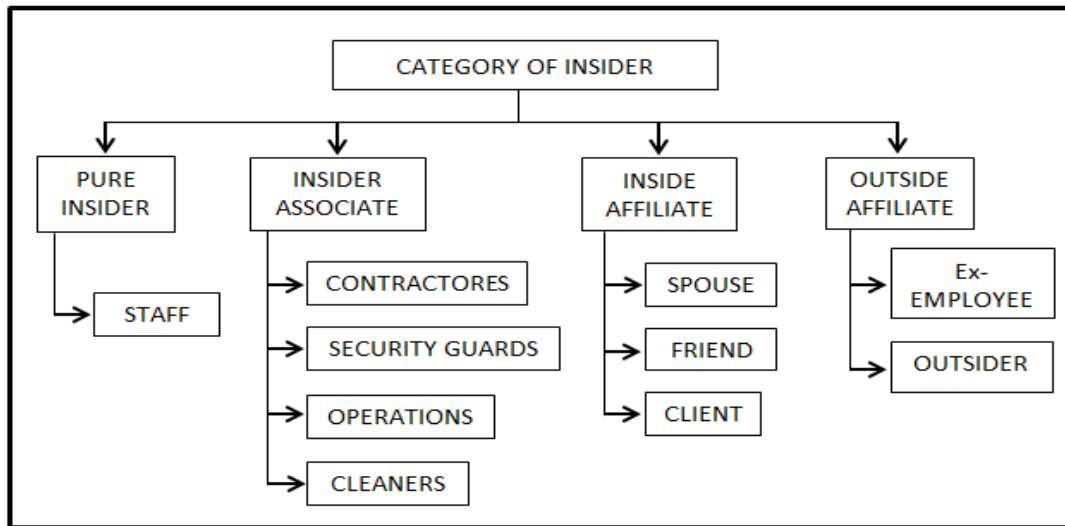 CATEGORY OF INSIDER
PURE
INSIDER
INSIDER
ASSOCIATE
INSIDE
AFFILIATE
OUTSIDE
AFFILIATE
STAFF
CONTRACTORES
SECURITY GUARDS
OPERATIONS
CLEANERS
SPOUSE
FRIEND
CLIENT
Ex-
EMPLOYEE
OUTSIDER